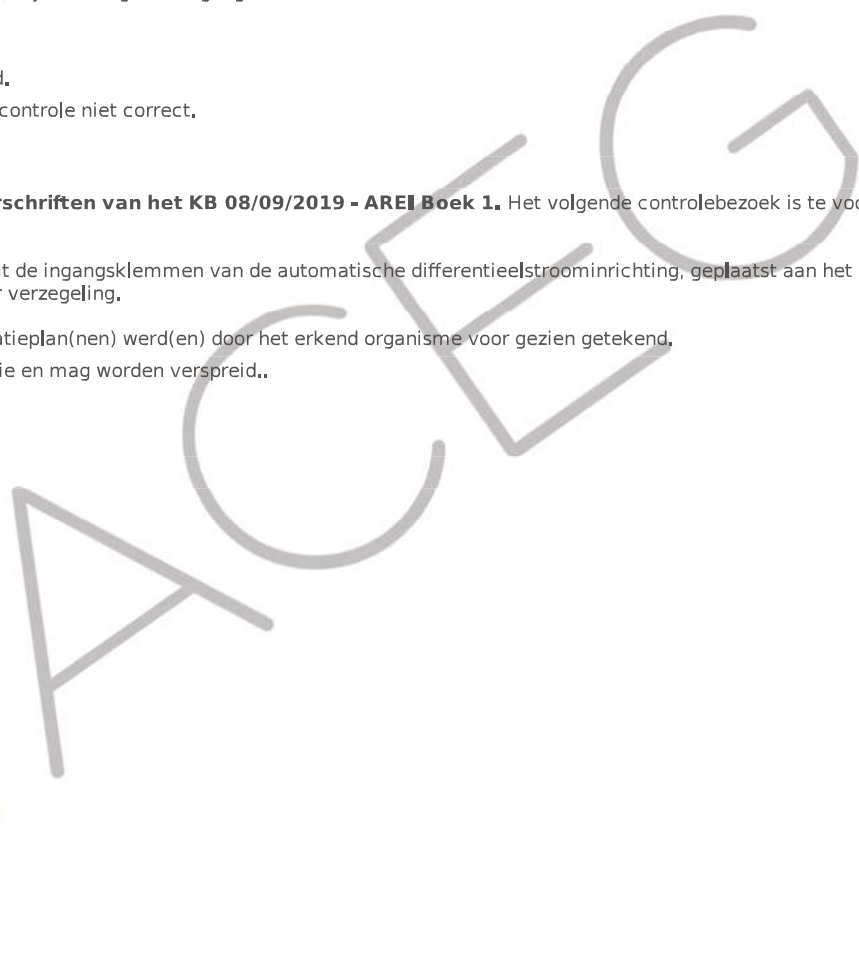 d.
controle niet correct.
rschriften van het KB 08/09/2019 - AREI Boek 1. Het volgende controlebezoek is te voo
t de ingangsklemmen van de automatische differentieelstroominrichting, geplaatst aan het
r verzegeling.
atieplan(nen) werd(en) door het erkend organisme voor gezien getekend.
ie en mag worden verspreid..
ACEG